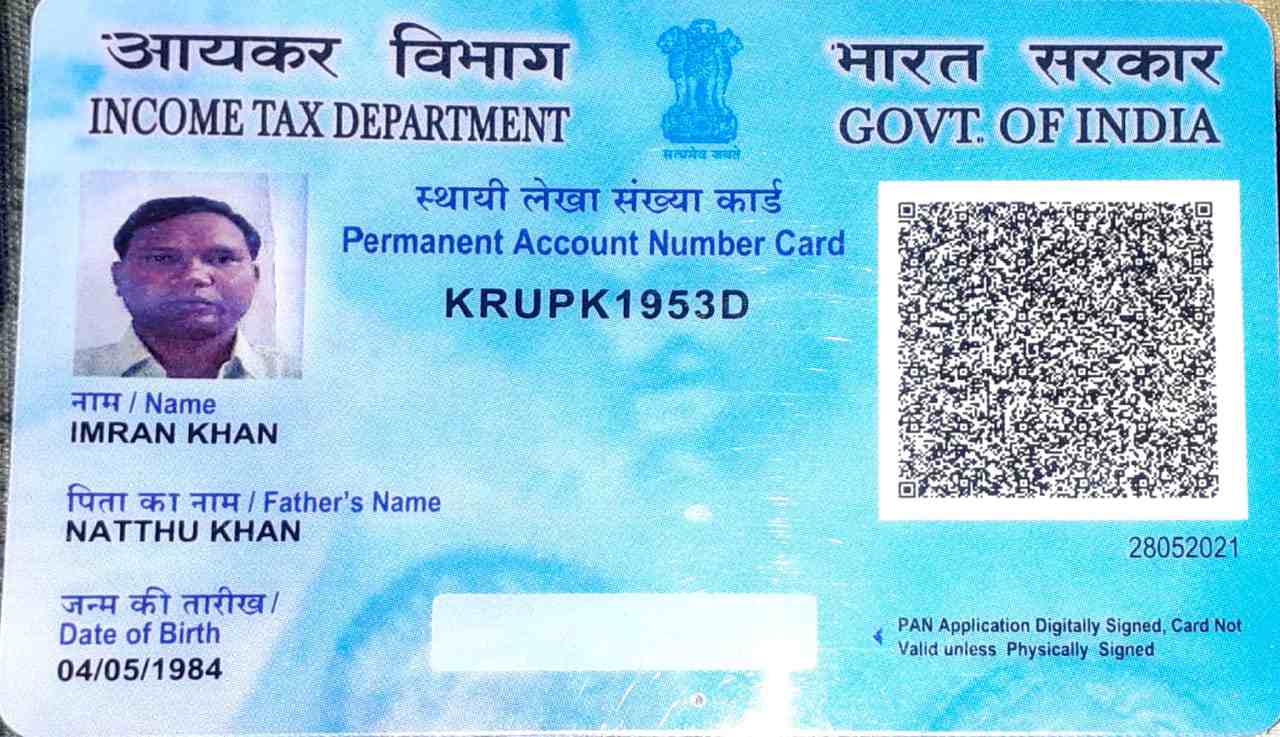 आयकर विभाग
INCOME TAX DEPARTMENT
सत्यमेव जयते
भारत सरकार
GOVT. OF INDIA
स्थायी लेखा संख्या कार्ड
Permanent Account Number Card
KRUPK1953D
नाम / Name
IMRAN KHAN
पिता का नाम / Father's Name
NATTHU KHAN
28052021
जन्म की तारीख /
Date of Birth
04/05/1984
PAN Application Digitally Signed, Card Not
Valid unless Physically Signed